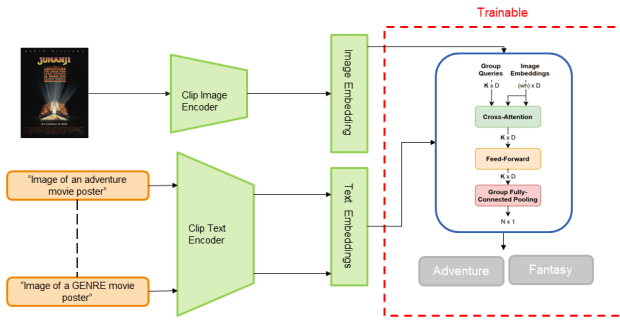 Trainable
ROBIN WILLIAMS
JUMANJI
Clip Image
Encoder
Image Embedding
Group
Queries
Image
Embeddings
K x D
(wh) x D
Cross-Attention
K x D
Feed-Forward
K x D
Group Fully-
Connected Pooling
N x 1
"Image of an adventure
movie poster"
Clip Text
Encoder
Text Embeddings
"Image of a GENRE movie
poster"
Adventure
Fantasy